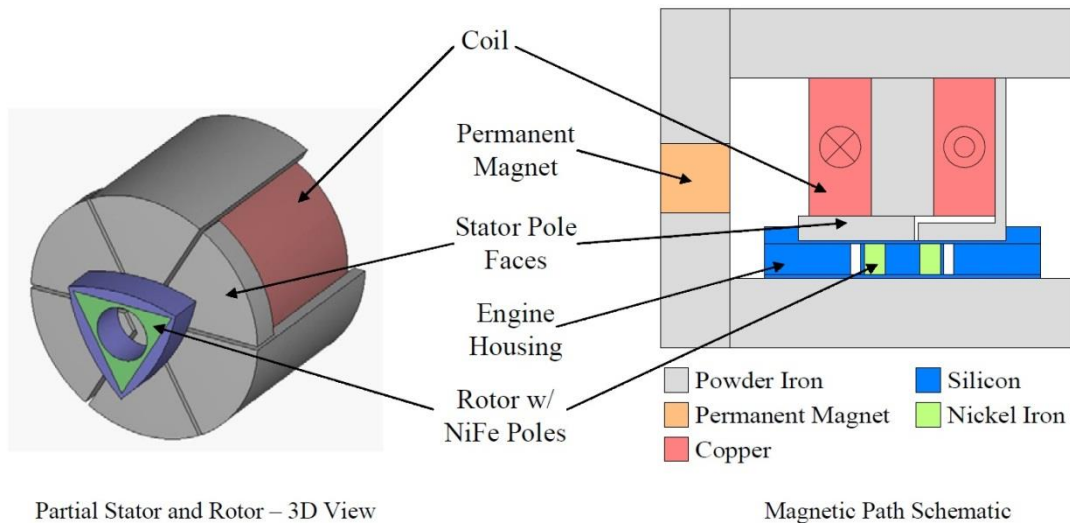 Coil
Permanent
Magnet
Stator Pole
Faces
Engine
Housing
Rotor w/
NiFe Poles
Powder Iron
Silicon
Permanent Magnet
Nickel Iron
Copper
Partial Stator and Rotor – 3D View
Magnetic Path Schematic